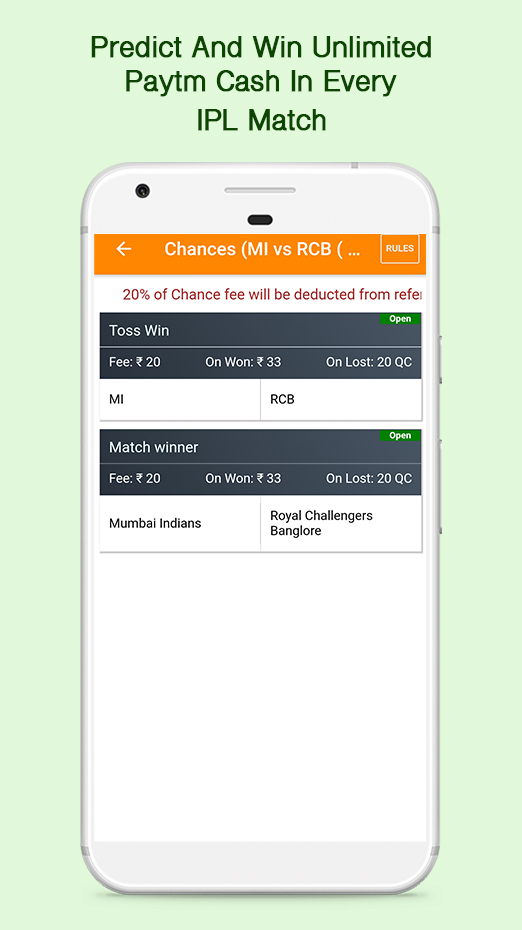 Predict And Win Unlimited
Paytm Cash In Every
IPL Match
Chances (MI vs RCB ( ...
RULES
20% of Chance fee will be deducted from refer
Open
Toss Win
Fee: ₹ 20 On Won: ₹ 33 On Lost: 20 QC
MI RCB
Open
Match winner
Fee: ₹ 20 On Won: ₹ 33 On Lost: 20 QC
Mumbai Indians
Royal Challengers
Banglore